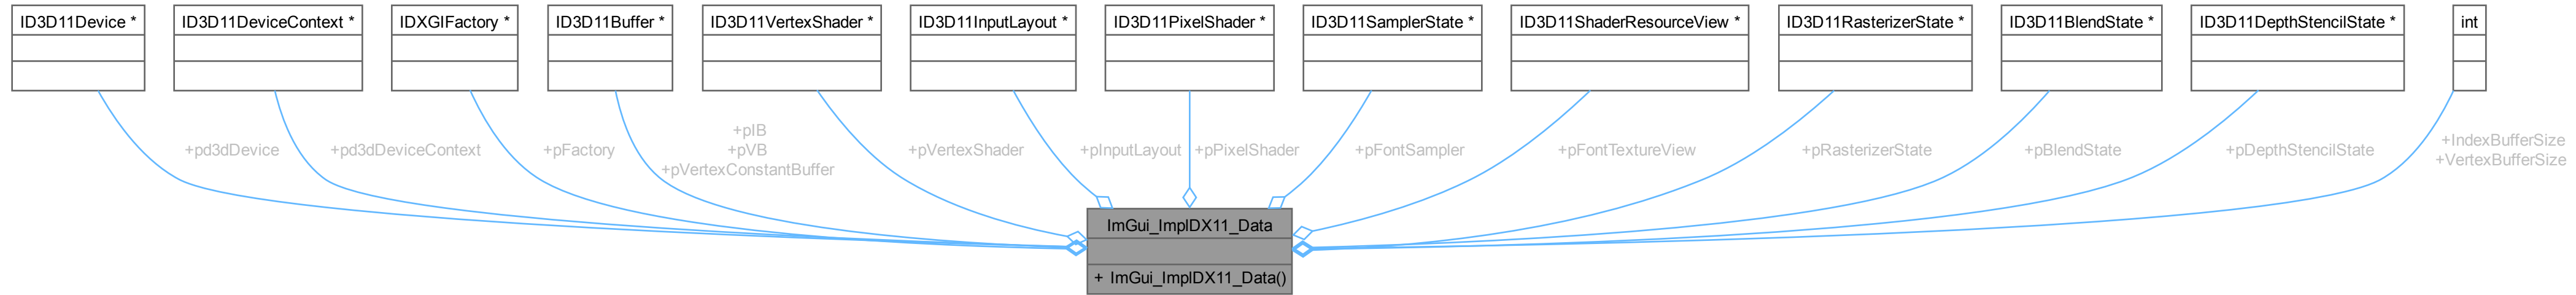 ID3D11Device *
ID3D11DeviceContext *
IDXGIFactory *
ID3D11Buffer *
ID3D11VertexShader *
ID3D11InputLayout *
ID3D11PixelShader *
ID3D11SamplerState *
ID3D11ShaderResourceView *
ID3D11RasterizerState *
ID3D11BlendState *
ID3D11DepthStencilState *
int
+pd3dDevice
+pd3dDeviceContext
+pFactory
+pIB
+pVB
+pVertexConstantBuffer
+pVertexShader
+pInputLayout
+pPixelShader
+pFontSampler
+pFontTextureView
+pRasterizerState
+pBlendState
+pDepthStencilState
+IndexBufferSize
+VertexBufferSize
ImGui_ImplDX11_Data
+ ImGui_ImplDX11_Data()